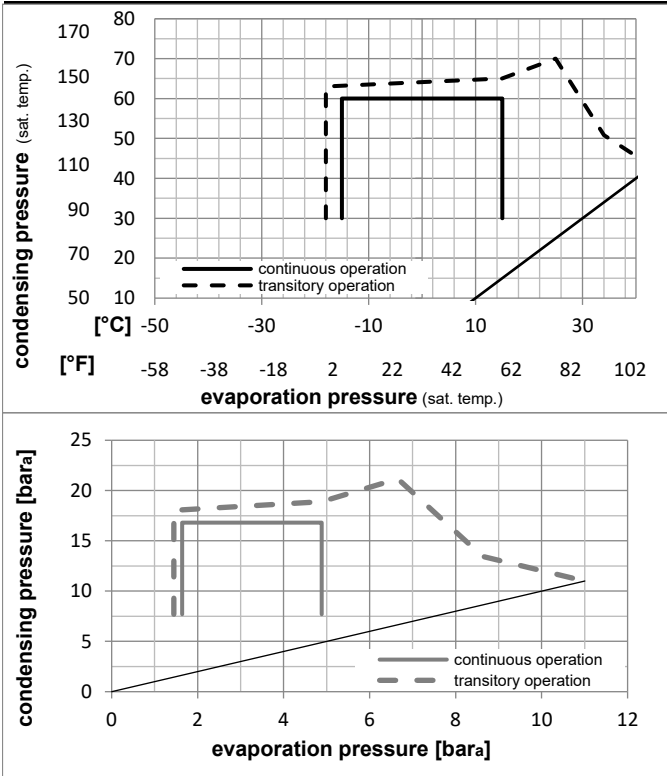 condensing pressure (sat. temp.)
170
150
130
110
90
70
50
80
70
60
50
40
30
20
10
continuous operation
transitory operation
[°C] -50 -30 -10 10 30
[°F] -58 -38 -18 2 22 42 62 82 102
evaporation pressure (sat. temp.)
condensing pressure [bara]
25
20
15
10
5
0
continuous operation
transitory operation
0 2 4 6 8 10 12
evaporation pressure [bara]